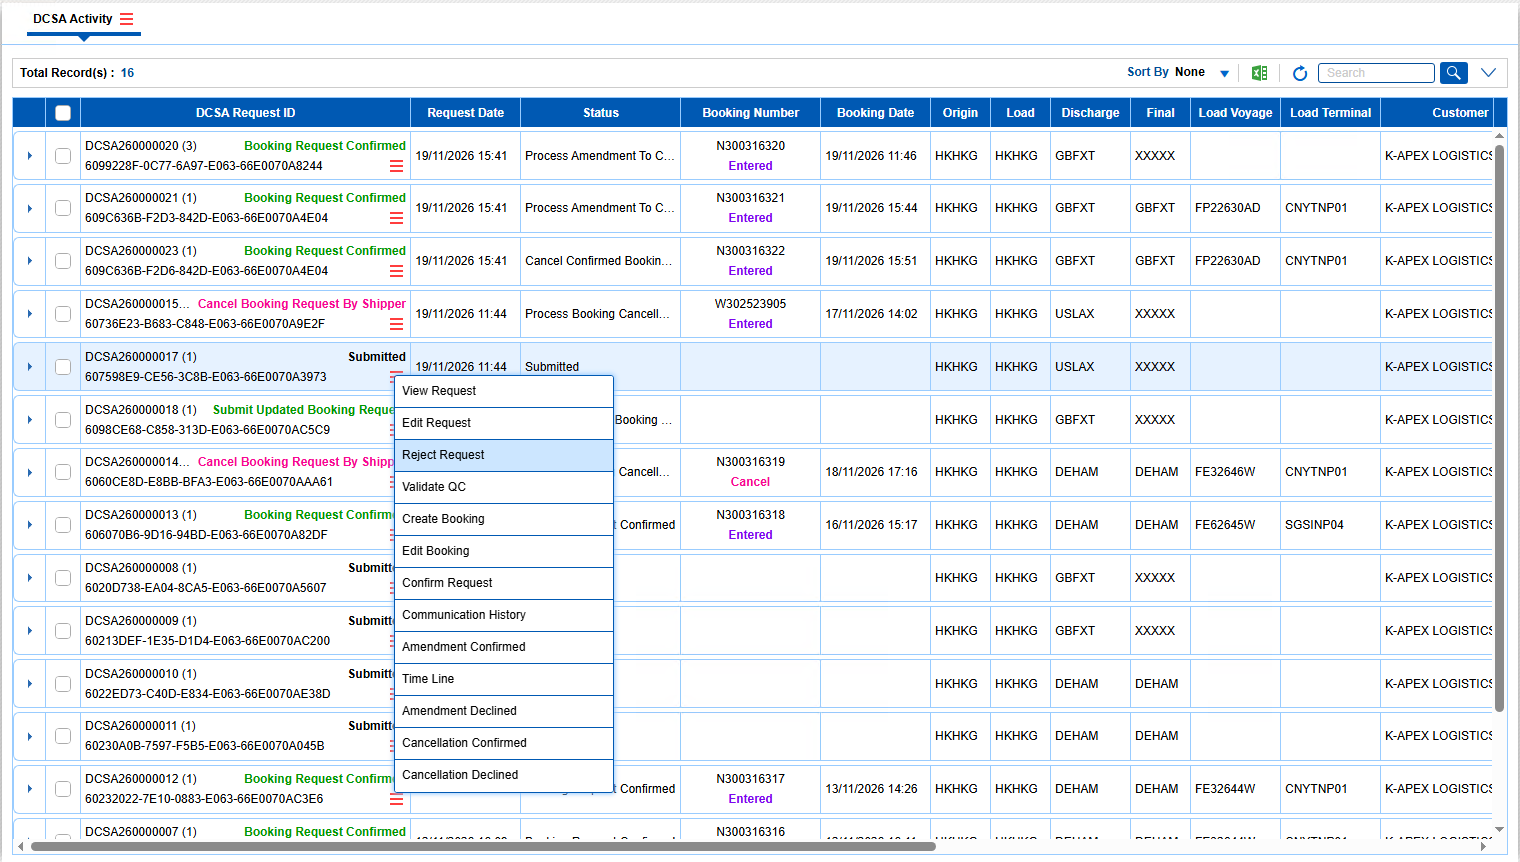 DCSA Activity
Total Record(s) : 16
Sort By None
Search
DCSA Request ID Request Date Status Booking Number Booking Date Origin Load Discharge Final Load Voyage Load Terminal Customer
DCSA260000020 (3) Booking Request Confirmed N300316320
19/11/2026 15:41 Process Amendment To C... 19/11/2026 11:46 HKHKG HKHKG GBFXT XXXXX K-APEX LOGISTICS
6099228F-0C77-6A97-E063-66E0070A8244 Entered
DCSA260000021 (1) Booking Request Confirmed N300316321
19/11/2026 15:41 Process Amendment To C... 19/11/2026 15:44 HKHKG HKHKG GBFXT GBFXT FP22630AD CNYTNP01 K-APEX LOGISTICS
609C636B-F2D3-842D-E063-66E0070A4E04 Entered
DCSA260000023 (1) Booking Request Confirmed N300316322
19/11/2026 15:41 Cancel Confirmed Bookin... 19/11/2026 15:51 HKHKG HKHKG GBFXT GBFXT FP22630AD CNYTNP01 K-APEX LOGISTICS
609C636B-F2D6-842D-E063-66E0070A4E04 Entered
DCSA260000015... Cancel Booking Request By Shipper W302523905
19/11/2026 11:44 Process Booking Cancell... 17/11/2026 14:02 HKHKG HKHKG USLAX XXXXX K-APEX LOGISTICS
60736E23-B683-C848-E063-66E0070A9E2F Entered
DCSA260000017 (1) Submitted
19/11/2026 11:44 Submitted HKHKG HKHKG USLAX XXXXX K-APEX LOGISTICS
607598E9-CE56-3C8B-E063-66E0070A3973
View Request
Edit Request
Reject Request
Validate QC
Create Booking
Edit Booking
Confirm Request
Communication History
Amendment Confirmed
Time Line
Amendment Declined
Cancellation Confirmed
Cancellation Declined
DCSA260000018 (1) Submit Updated Booking Reque
Booking ... HKHKG HKHKG GBFXT XXXXX K-APEX LOGISTICS
6098CE68-C858-313D-E063-66E0070AC5C9
DCSA260000014... Cancel Booking Request By Shipp N300316319
Cancell... 18/11/2026 17:16 HKHKG HKHKG DEHAM DEHAM FE32646W CNYTNP01 K-APEX LOGISTICS
6060CE8D-E8BB-BFA3-E063-66E0070AAA61 Cancel
DCSA260000013 (1) Booking Request Confirm N300316318
Confirmed 16/11/2026 15:17 HKHKG HKHKG DEHAM DEHAM FE62645W SGSINP04 K-APEX LOGISTICS
606070B6-9D16-94BD-E063-66E0070A82DF Entered
DCSA260000008 (1) Submitt
HKHKG HKHKG GBFXT XXXXX K-APEX LOGISTICS
6020D738-EA04-8CA5-E063-66E0070A5607
DCSA260000009 (1) Submitt
HKHKG HKHKG GBFXT XXXXX K-APEX LOGISTICS
60213DEF-1E35-D1D4-E063-66E0070AC200
DCSA260000010 (1) Submitt
HKHKG HKHKG DEHAM DEHAM K-APEX LOGISTICS
6022ED73-C40D-E834-E063-66E0070AE38D
DCSA260000011 (1) Submitt
HKHKG HKHKG DEHAM DEHAM K-APEX LOGISTICS
60230A0B-7597-F5B5-E063-66E0070A045B
DCSA260000012 (1) Booking Request Confirm N300316317
Confirmed 13/11/2026 14:26 HKHKG HKHKG DEHAM DEHAM FE32644W CNYTNP01 K-APEX LOGISTICS
60232022-7E10-0883-E063-66E0070AC3E6 Entered
DCSA260000007 (1) Booking Request Confirmed N300316316